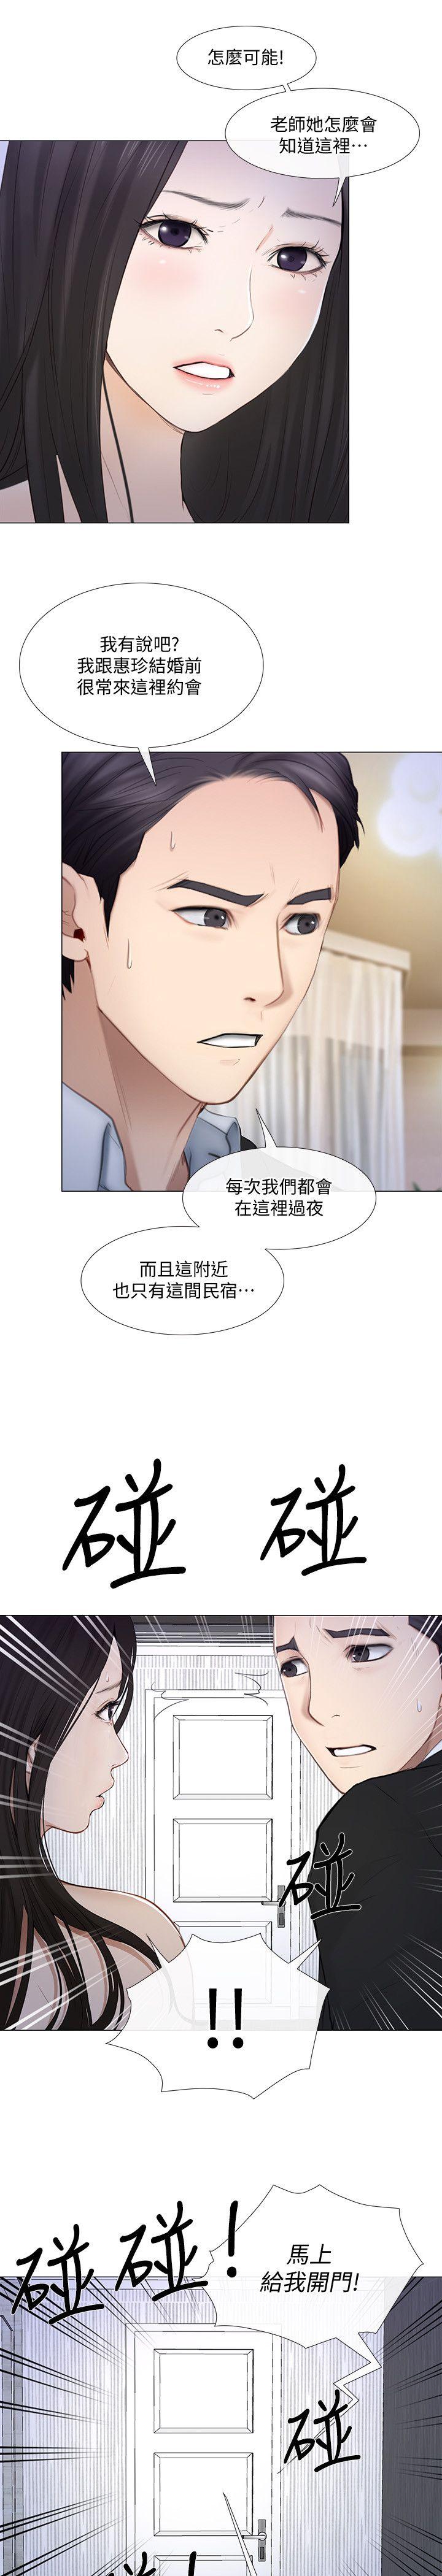 怎麼可能!
老師她怎麼會
知道這裡…
我有說吧?
我跟惠珍結婚前
很常來這裡約會
每次我們都會
在這裡過夜
而且這附近
也只有這間民宿…
碰 碰
碰
!!
碰碰!
馬上
給我開門!
碰
碰